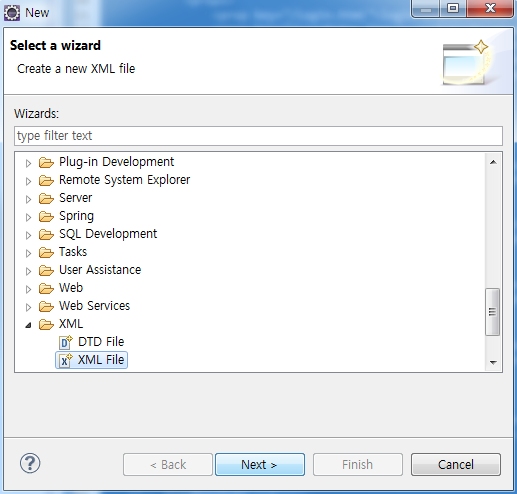 New
Select a wizard
Create a new XML file
Wizards:
type filter text
Plug-in Development
Remote System Explorer
Server
Spring
SQL Development
Tasks
User Assistance
Web
Web Services
XML
DTD File
XML File
< Back
Next >
Finish
Cancel